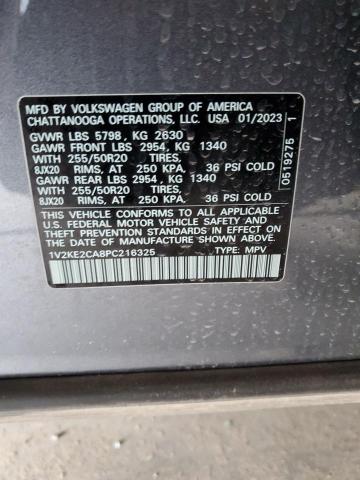 MFD BY VOLKSWAGEN GROUP OF AMERICA
CHATTANOOGA OPERATIONS, LLC. USA 01/2023
GVWR LBS 5798, KG 2630
GAWR FRONT LBS 2954, KG 1340
WITH 255/50R20 TIRES,
8JX20 RIMS, AT 250 KPA, 36 PSI COLD
GAWR REAR LBS 2954, KG 1340
WITH 255/50R20 TIRES,
8JX20 RIMS, AT 250 KPA, 36 PSI COLD
THIS VEHICLE CONFORMS TO ALL APPLICABLE
U.S. FEDERAL MOTOR VEHICLE SAFETY AND
THEFT PREVENTION STANDARDS IN EFFECT ON
THE DATE OF MANUFACTURE SHOWN ABOVE.
1V2KE2CA8PC216325 TYPE: MPV
0519276 1